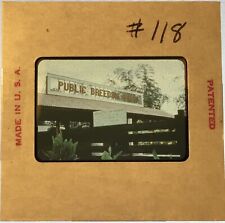 # 118
MADE IN U. S. A.
PUBLIC BREEDING
PATENTED